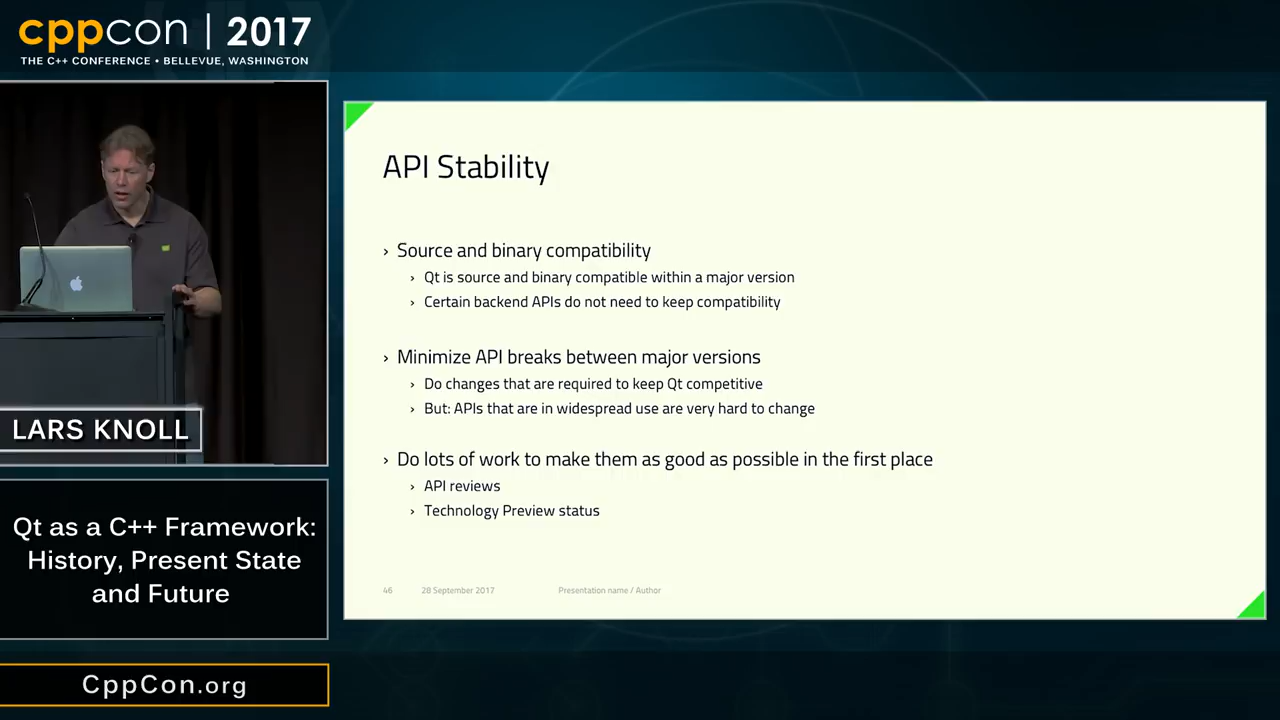 cppcon | 2017
THE C++ CONFERENCE • BELLEVUE, WASHINGTON
LARS KNOLL
Qt as a C++ Framework:
History, Present State
and Future
CppCon.org
API Stability
› Source and binary compatibility
› Qt is source and binary compatible within a major version
› Certain backend APIs do not need to keep compatibility
› Minimize API breaks between major versions
› Do changes that are required to keep Qt competitive
› But: APIs that are in widespread use are very hard to change
› Do lots of work to make them as good as possible in the first place
› API reviews
› Technology Preview status
46 28 September 2017 Presentation name / Author